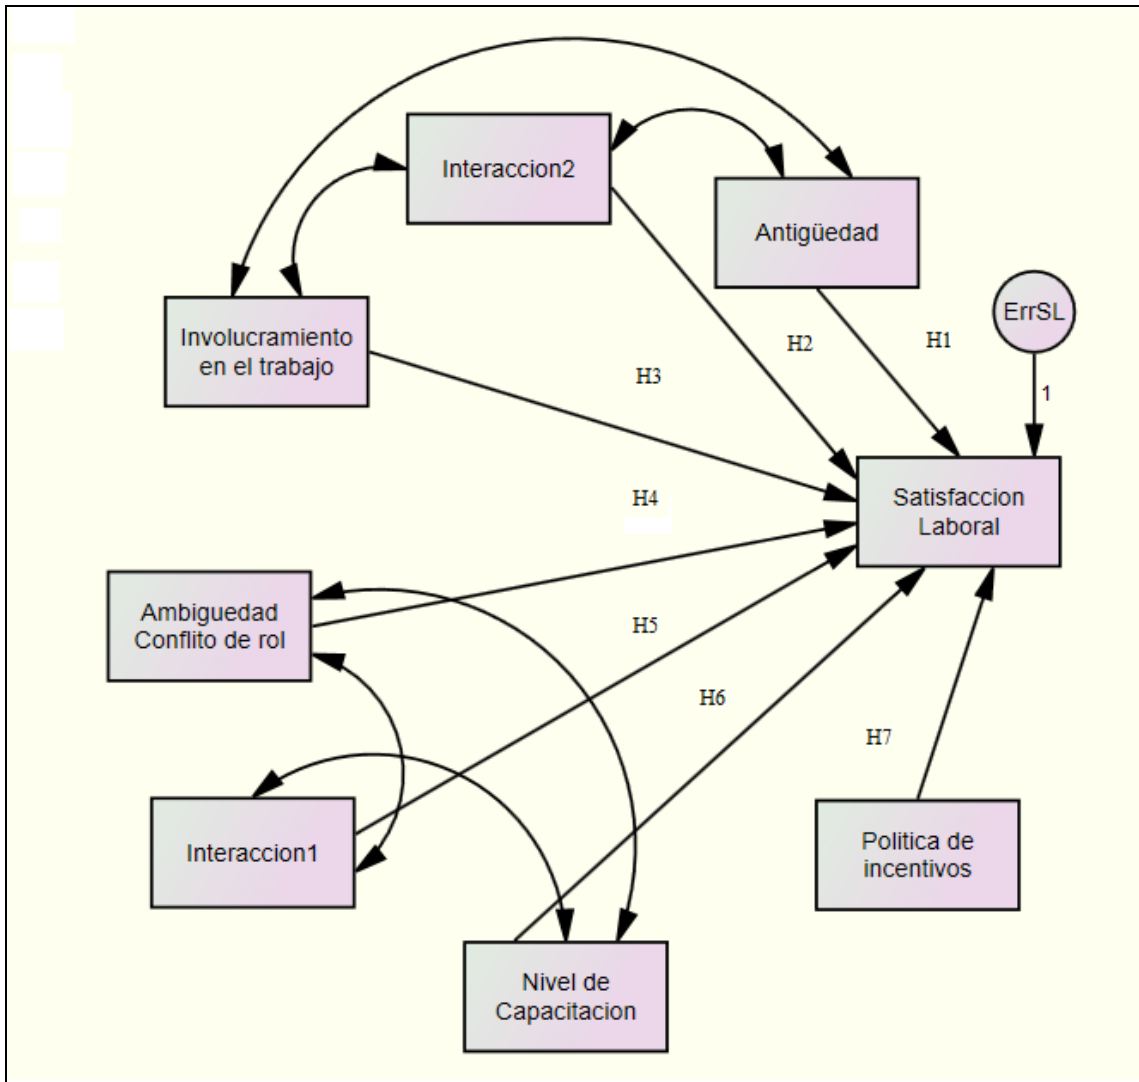 Interaccion2
Antigüedad
ErrSL
Involucramiento
en el trabajo
H2
H1
H3
1
Satisfaccion
Laboral
H4
Ambiguedad
Conflito de rol
H5
H6
H7
Interaccion1
Politica de
incentivos
Nivel de
Capacitacion